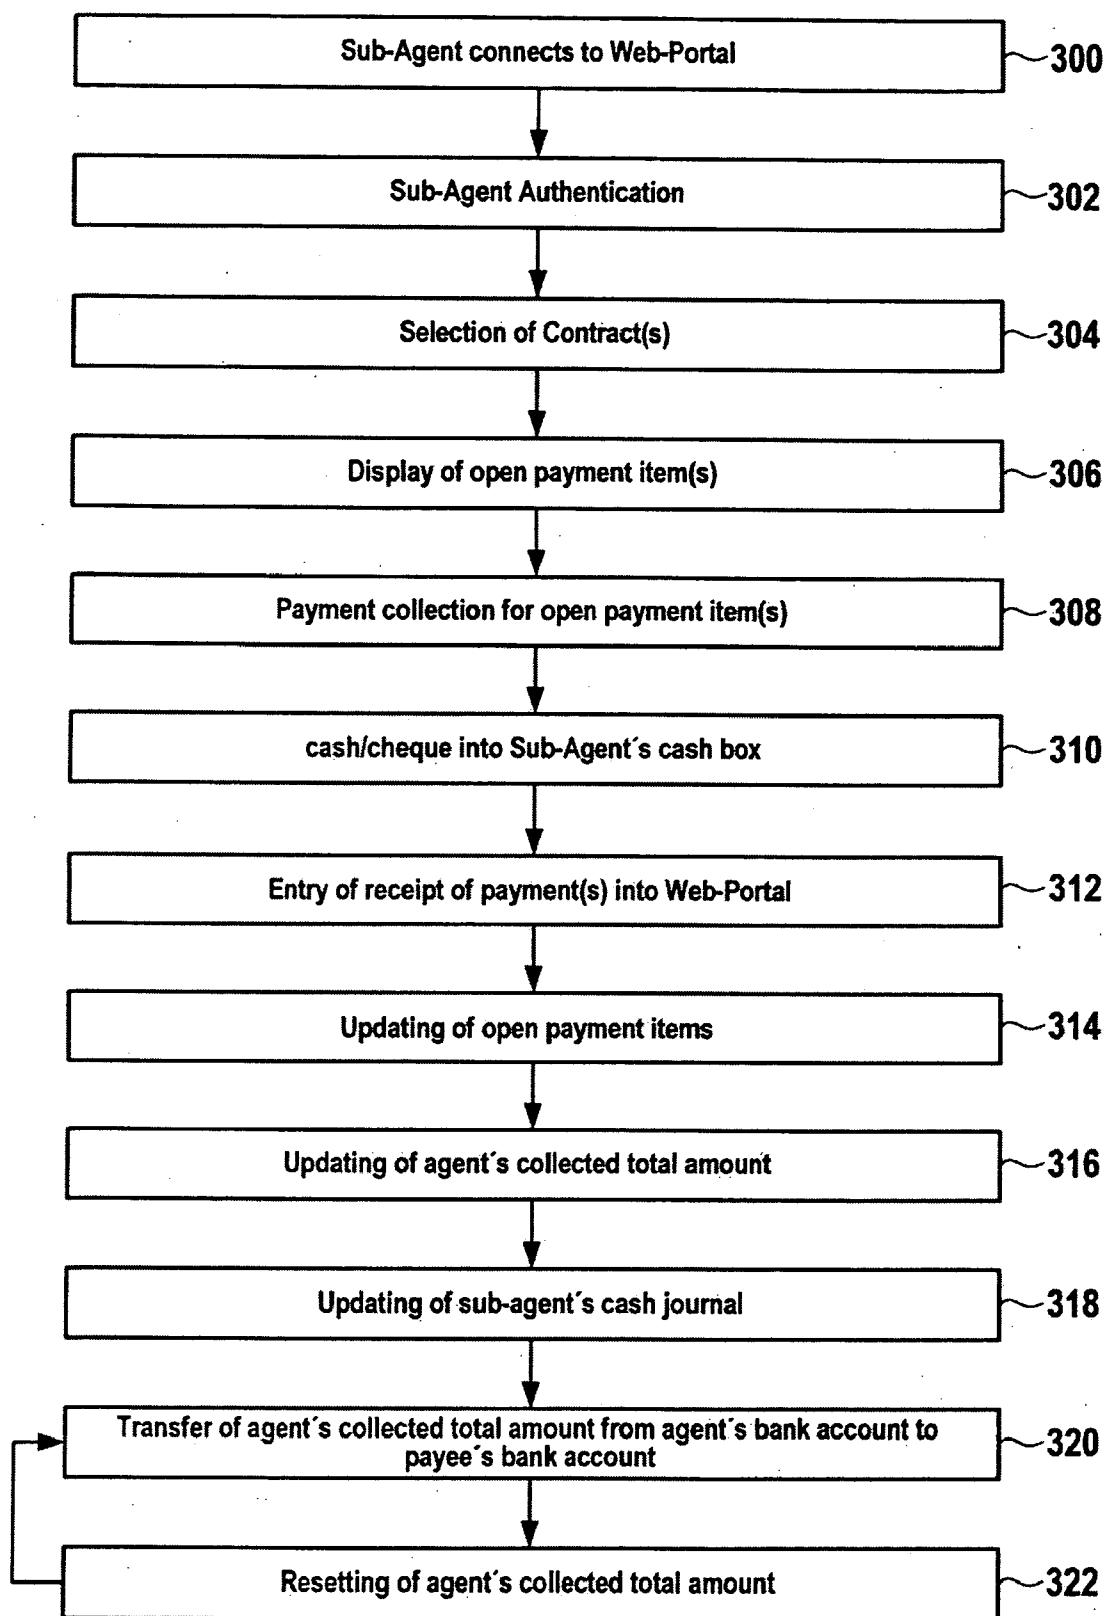 Sub-Agent connects to Web-Portal
300
Sub-Agent Authentication
302
Selection of Contract(s)
304
Display of open payment item(s)
306
Payment collection for open payment item(s)
308
cash/cheque into Sub-Agent´s cash box
310
Entry of receipt of payment(s) into Web-Portal
312
Updating of open payment items
314
Updating of agent´s collected total amount
316
Updating of sub-agent´s cash journal
318
Transfer of agent´s collected total amount from agent´s bank account to
payee´s bank account
320
Resetting of agent´s collected total amount
322